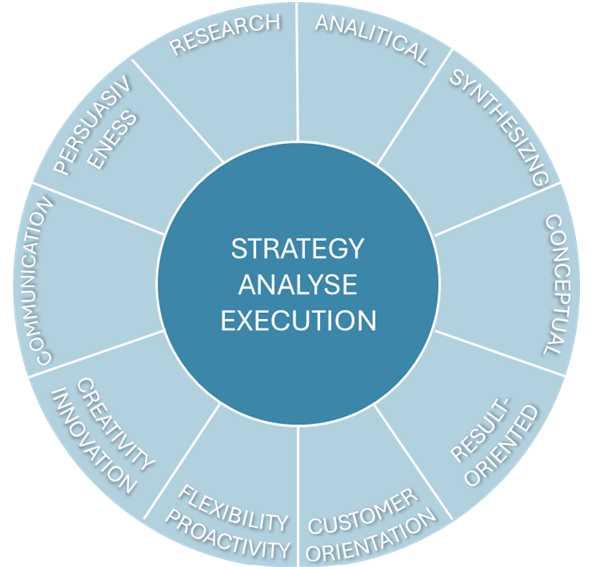 RESEARCH
ANALITICAL
SYNTHESIZNG
CONCEPTUAL
RESULT-
ORIENTED
CUSTOMER
ORIENTATION
FLEXIBILITY
PROACTIVITY
CREATIVITY
INNOVATION
COMMUNICATION
PERSUASIV
ENESS
STRATEGY
ANALYSE
EXECUTION